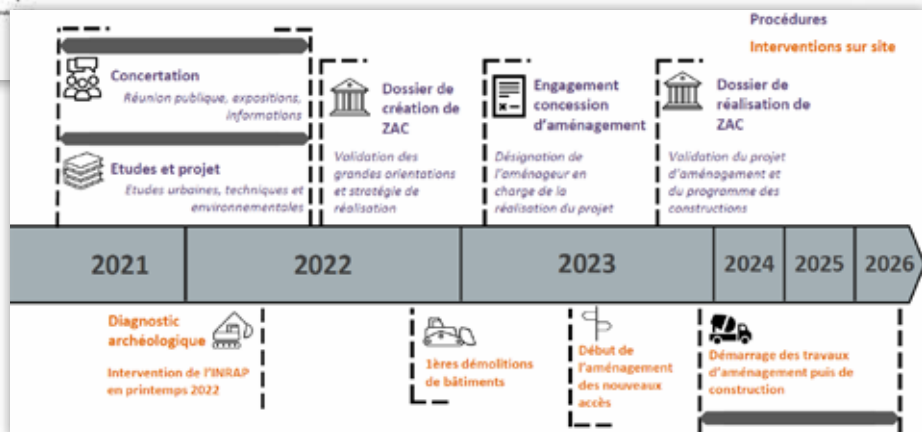 Procédures
Interventions sur site
Concertation
Réunion publique, expositions,
informations
Etudes et projet
Etudes urbaines, techniques et
environnementales
Dossier de
création de
ZAC
Validation des
grandes orientations
et stratégie de
réalisation
Engagement
concession
d'aménagement
Désignation de
l'aménageur en
charge de la
réalisation du projet
Dossier de
réalisation de
ZAC
Validation du projet
d'aménagement et
du programme des
constructions
2021
2022
2023
2024
2025
2026
Diagnostic
archéologique
Intervention de l'INRAP
en printemps 2022
1ères démolitions
de bâtiments
Début de
l'aménagement
des nouveaux
accès
Démarrage des travaux
d'aménagement puis de
construction